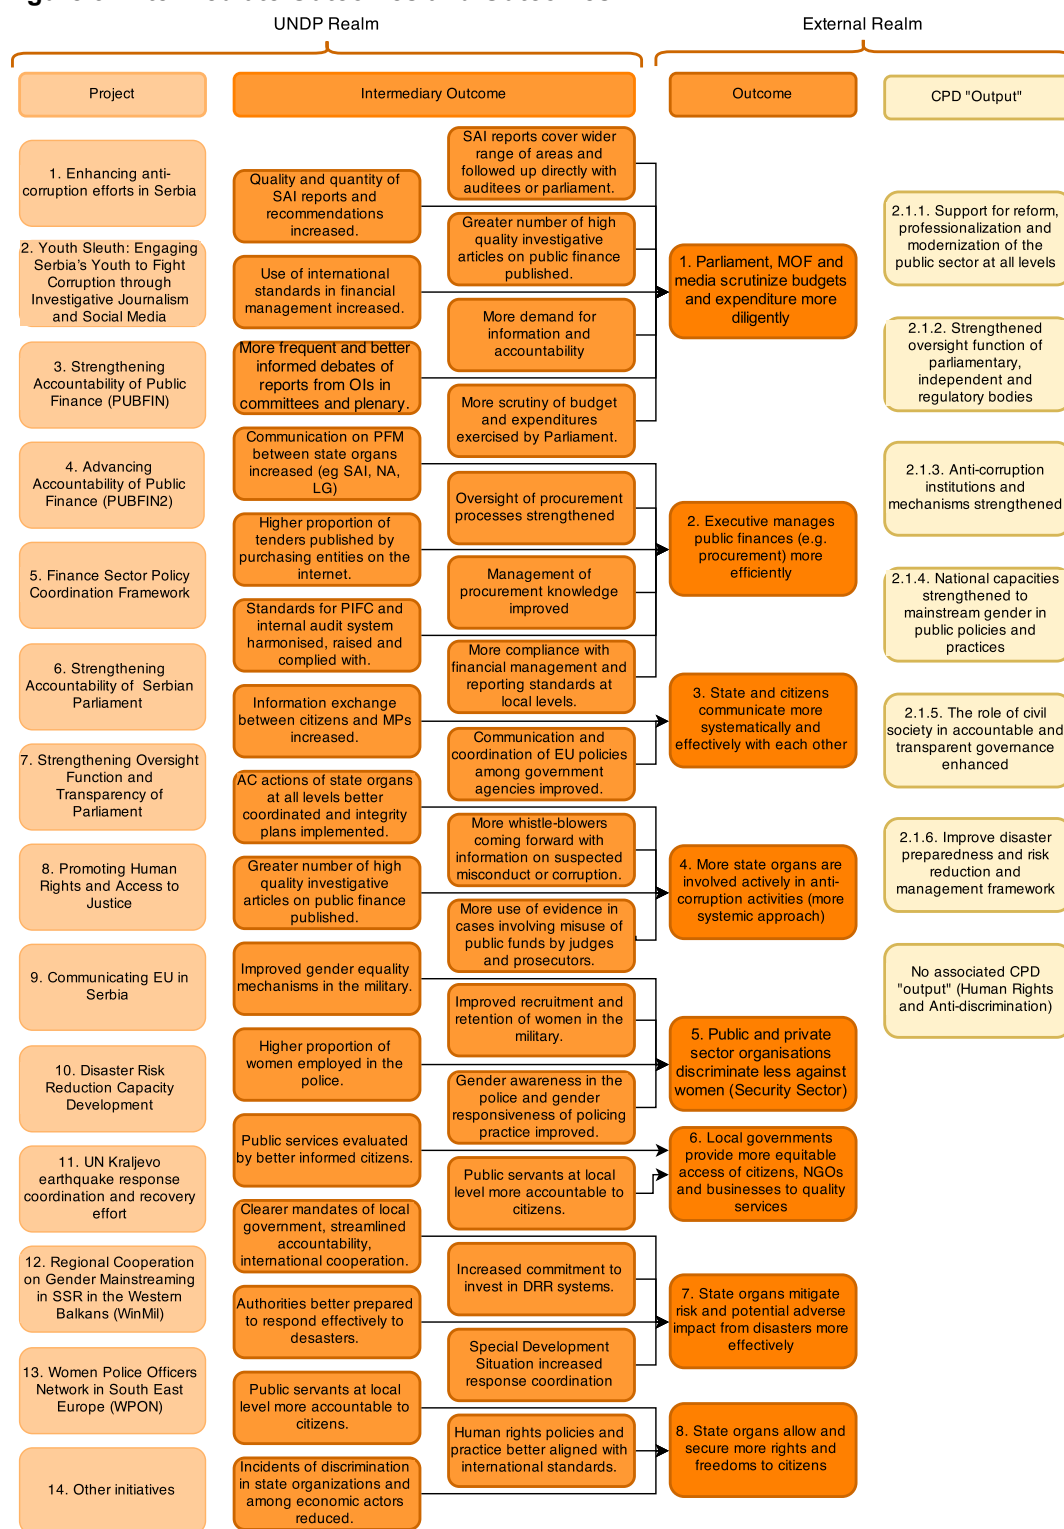 UNDP Realm
External Realm
Project
Intermediary Outcome
Outcome
CPD "Output"
1. Enhancing anti-
corruption efforts in Serbia
2. Youth Sleuth: Engaging
Serbia's Youth to Fight
Corruption through
Investigative Journalism
and Social Media
3. Strengthening
Accountability of Public
Finance (PUBFIN)
4. Advancing
Accountability of Public
Finance (PUBFIN2)
5. Finance Sector Policy
Coordination Framework
6. Strengthening
Accountability of Serbian
Parliament
7. Strengthening Oversight
Function and
Transparency of
Parliament
8. Promoting Human
Rights and Access to
Justice
9. Communicating EU in
Serbia
10. Disaster Risk
Reduction Capacity
Development
11. UN Kraljevo
earthquake response
coordination and recovery
effort
12. Regional Cooperation
on Gender Mainstreaming
in SSR in the Western
Balkans (WinMil)
13. Women Police Officers
Network in South East
Europe (WPON)
14. Other initiatives
Quality and quantity of
SAI reports and
recommendations
increased.
Use of international
standards in financial
management increased.
More frequent and better
informed debates of
reports from OIs in
committees and plenary.
Communication on PFM
between state organs
increased (eg SAI, NA,
LG)
Higher proportion of
tenders published by
purchasing entities on the
internet.
Standards for PIFC and
internal audit system
harmonised, raised and
complied with.
Information exchange
between citizens and MPs
increased.
AC actions of state organs
at all levels better
coordinated and integrity
plans implemented.
Greater number of high
quality investigative
articles on public finance
published.
Improved gender equality
mechanisms in the military.
Higher proportion of
women employed in the
police.
Public services evaluated
by better informed citizens.
Clearer mandates of local
government, streamlined
accountability,
international cooperation.
Authorities better prepared
to respond effectively to
desasters.
Public servants at local
level more accountable to
citizens.
Incidents of discrimination
in state organizations and
among economic actors
reduced.
SAI reports cover wider
range of areas and
followed up directly with
auditees or parliament.
Greater number of high
quality investigative
articles on public finance
published.
More demand for
information and
accountability
More scrutiny of budget
and expenditures
exercised by Parliament.
Oversight of procurement
processes strengthened
Management of
procurement knowledge
improved
More compliance with
financial management and
reporting standards at
local levels.
Communication and
coordination of EU policies
among government
agencies improved.
More whistle-blowers
coming forward with
information on suspected
misconduct or corruption.
More use of evidence in
cases involving misuse of
public funds by judges
and prosecutors.
Improved recruitment and
retention of women in the
military.
Gender awareness in the
police and gender
responsiveness of policing
practice improved.
Public servants at local
level more accountable to
citizens.
Increased commitment to
invest in DRR systems.
Special Development
Situation increased
response coordination
Human rights policies and
practice better aligned with
international standards.
1. Parliament, MOF and
media scrutinize budgets
and expenditure more
diligently
2. Executive manages
public finances (e.g.
procurement) more
efficiently
3. State and citizens
communicate more
systematically and
effectively with each other
4. More state organs are
involved actively in anti-
corruption activities (more
systemic approach)
5. Public and private
sector organisations
discriminate less against
women (Security Sector)
6. Local governments
provide more equitable
access of citizens, NGOs
and businesses to quality
services
7. State organs mitigate
risk and potential adverse
impact from disasters more
effectively
8. State organs allow and
secure more rights and
freedoms to citizens
2.1.1. Support for reform,
professionalization and
modernization of the
public sector at all levels
2.1.2. Strengthened
oversight function of
parliamentary,
independent and
regulatory bodies
2.1.3. Anti-corruption
institutions and
mechanisms strengthened
2.1.4. National capacities
strengthened to
mainstream gender in
public policies and
practices
2.1.5. The role of civil
society in accountable and
transparent governance
enhanced
2.1.6. Improve disaster
preparedness and risk
reduction and
management framework
No associated CPD
"output" (Human Rights
and Anti-discrimination)